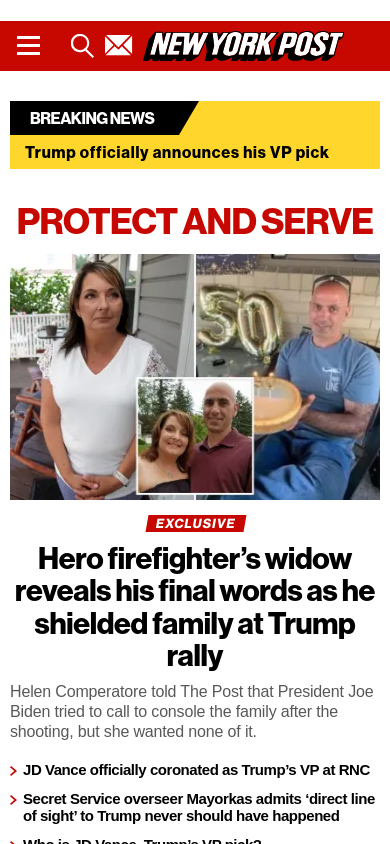 NEW YORK POST
BREAKING NEWS
Trump officially announces his VP pick
PROTECT AND SERVE
50
EXCLUSIVE
Hero firefighter’s widow
reveals his final words as he
shielded family at Trump
rally
Helen Comperatore told The Post that President Joe
Biden tried to call to console the family after the
shooting, but she wanted none of it.
JD Vance officially coronated as Trump’s VP at RNC
Secret Service overseer Mayorkas admits ‘direct line
of sight’ to Trump never should have happened
Who is JD Vance, Trump’s VP pick?